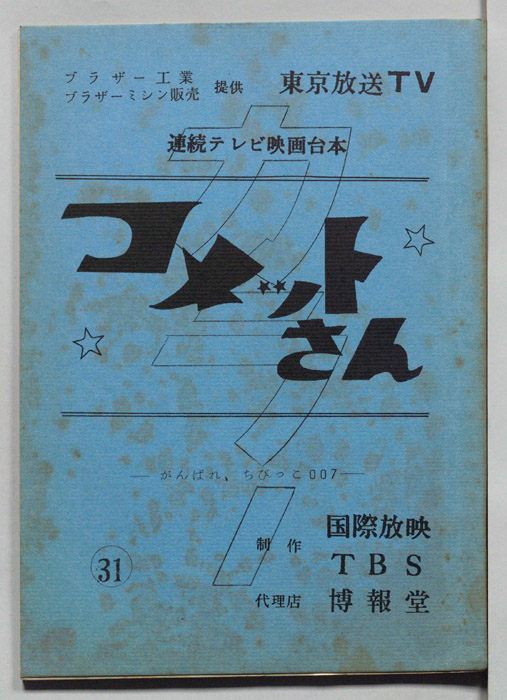 ブラザー工業
ブラザーミシン販売
提供
東京放送TV
連続テレビ映画台本
コメットさん
カラー
―がんばれ、ちびっこ007―
制作
国際放映
TBS
代理店
博報堂
31